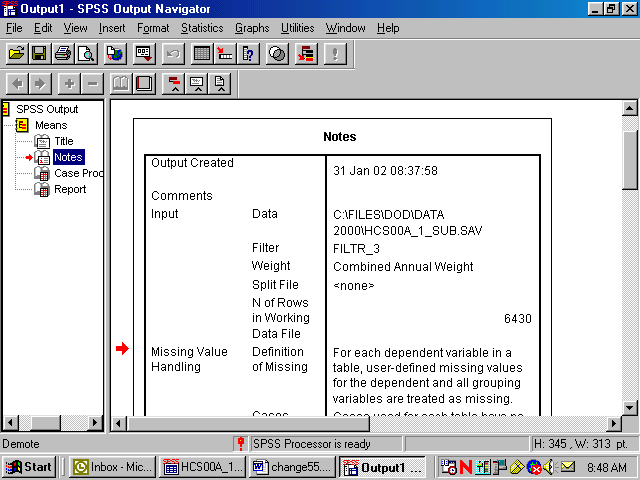 Output1 - SPSS Output Navigator
File Edit View Insert Format Statistics Graphs Utilities Window Help
SPSS Output
Means
Title
Notes
Case Proc
Report
Notes
Output Created
31 Jan 02 08:37:58
Comments
Input Data C:\FILES\DOD\DATA
2000\HCS00A_1_SUB.SAV
Filter FILTR_3
Weight Combined Annual Weight
Split File <none>
N of Rows
in Working
Data File
6430
Missing Value
Handling
Definition
of Missing
For each dependent variable in a
table, user-defined missing values
for the dependent and all grouping
variables are treated as missing.
Cases Cases used for each table have no
Demote SPSS Processor is ready H: 345 , W: 313 pt.
Start Inbox - Mic... HCS00A_1... change55.... Output1 ... 8:48 AM